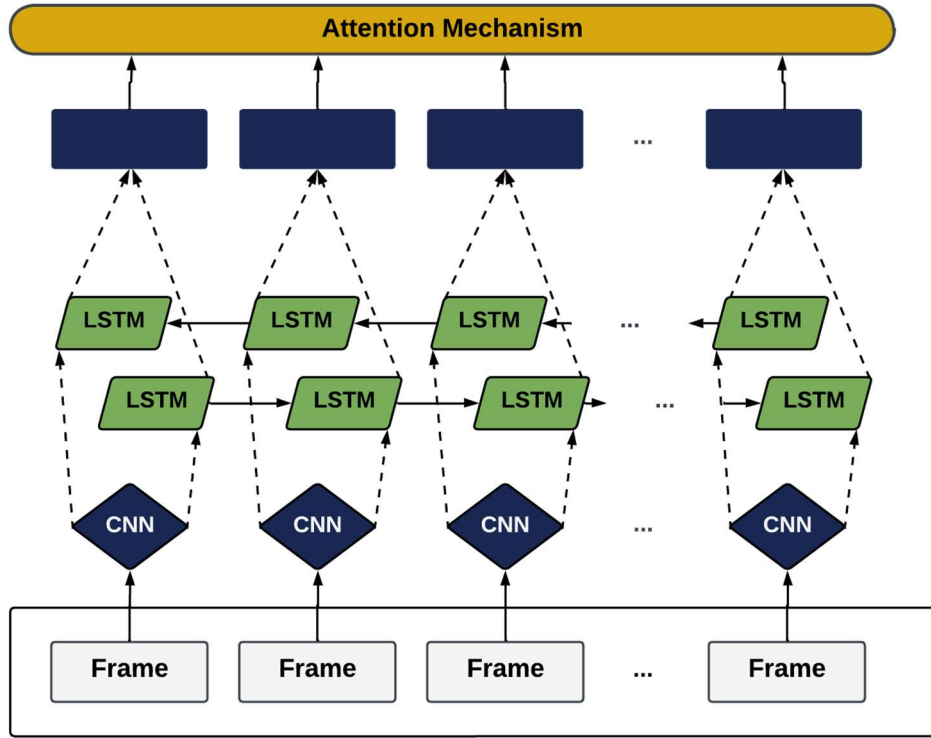 Attention Mechanism
...
LSTM LSTM LSTM ... LSTM
LSTM LSTM LSTM ... LSTM
CNN CNN CNN ... CNN
Frame Frame Frame ... Frame